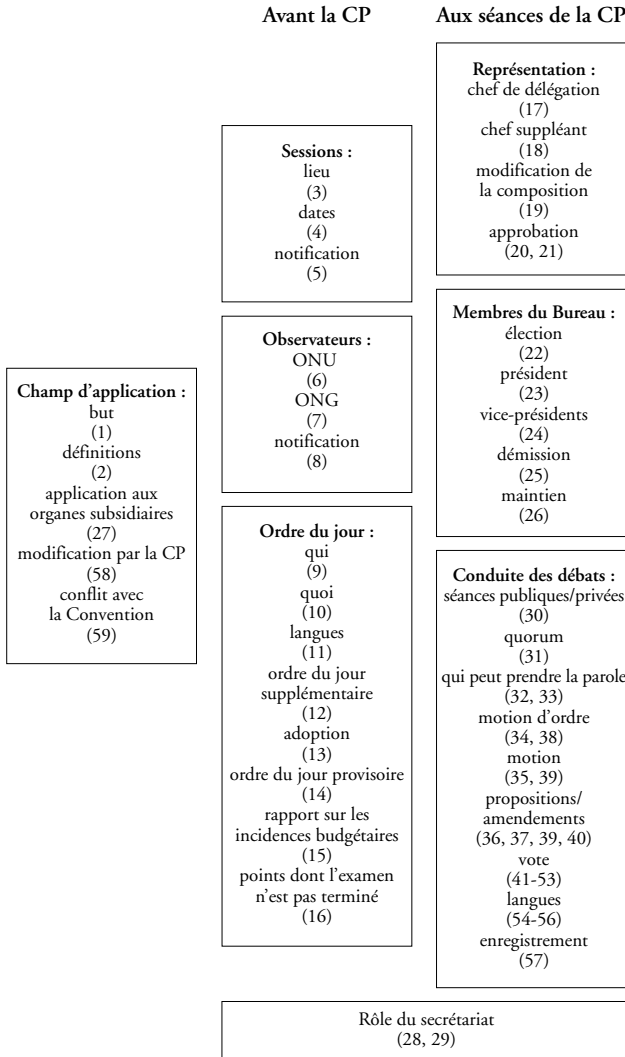 Avant la CP
Aux séances de la CP
Champ d'application :
but
(1)
définitions
(2)
application aux
organes subsidiaires
(27)
modification par la CP
(58)
conflit avec
la Convention
(59)
Sessions :
lieu
(3)
dates
(4)
notification
(5)
Observateurs :
ONU
(6)
ONG
(7)
notification
(8)
Ordre du jour :
qui
(9)
quoi
(10)
langues
(11)
ordre du jour
supplémentaire
(12)
adoption
(13)
ordre du jour provisoire
(14)
rapport sur les
incidences budgétaires
(15)
points dont l'examen
n'est pas terminé
(16)
Représentation :
chef de délégation
(17)
chef suppléant
(18)
modification de
la composition
(19)
approbation
(20, 21)
Membres du Bureau :
élection
(22)
président
(23)
vice-présidents
(24)
démission
(25)
maintien
(26)
Conduite des débats :
séances publiques/privées
(30)
quorum
(31)
qui peut prendre la parole
(32, 33)
motion d'ordre
(34, 38)
motion
(35, 39)
propositions/
amendements
(36, 37, 39, 40)
vote
(41-53)
langues
(54-56)
enregistrement
(57)
Rôle du secrétariat
(28, 29)